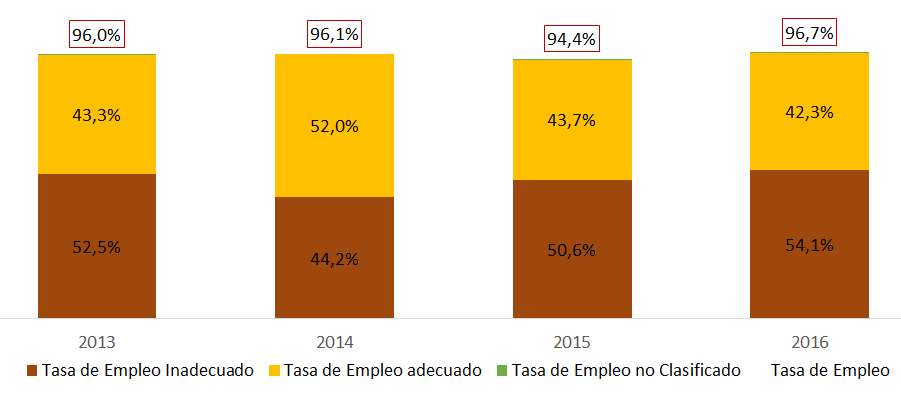 96,0% 96,1% 94,4% 96,7%
43,3% 52,0% 43,7% 42,3%
52,5% 44,2% 50,6% 54,1%
2013 2014 2015 2016
Tasa de Empleo Inadecuado Tasa de Empleo adecuado Tasa de Empleo no Clasificado Tasa de Empleo